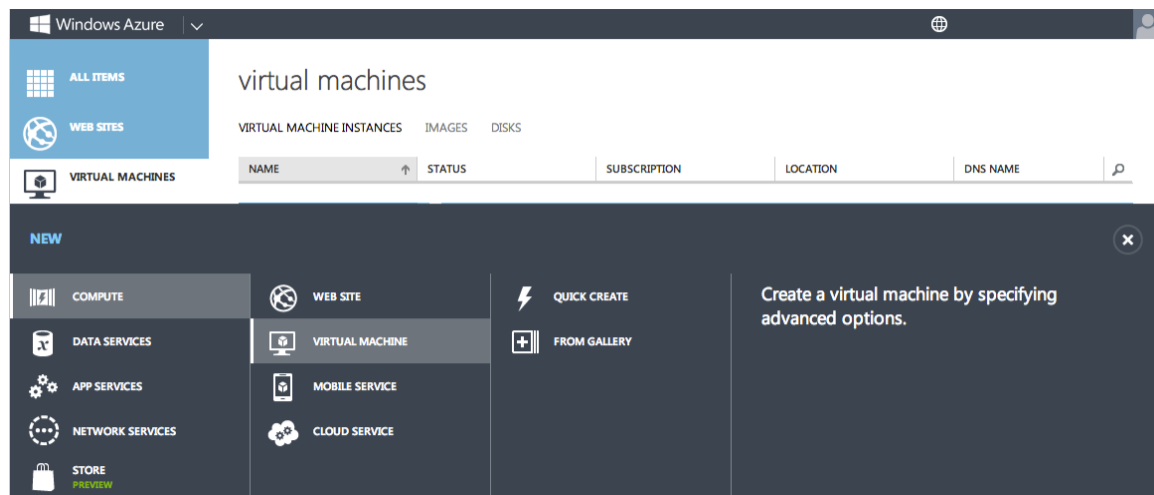 Windows Azure
ALL ITEMS
WEB SITES
VIRTUAL MACHINES
virtual machines
VIRTUAL MACHINE INSTANCES IMAGES DISKS
NAME STATUS SUBSCRIPTION LOCATION DNS NAME
NEW
COMPUTE
DATA SERVICES
APP SERVICES
NETWORK SERVICES
STORE
PREVIEW
WEB SITE
VIRTUAL MACHINE
MOBILE SERVICE
CLOUD SERVICE
QUICK CREATE
FROM GALLERY
Create a virtual machine by specifying
advanced options.